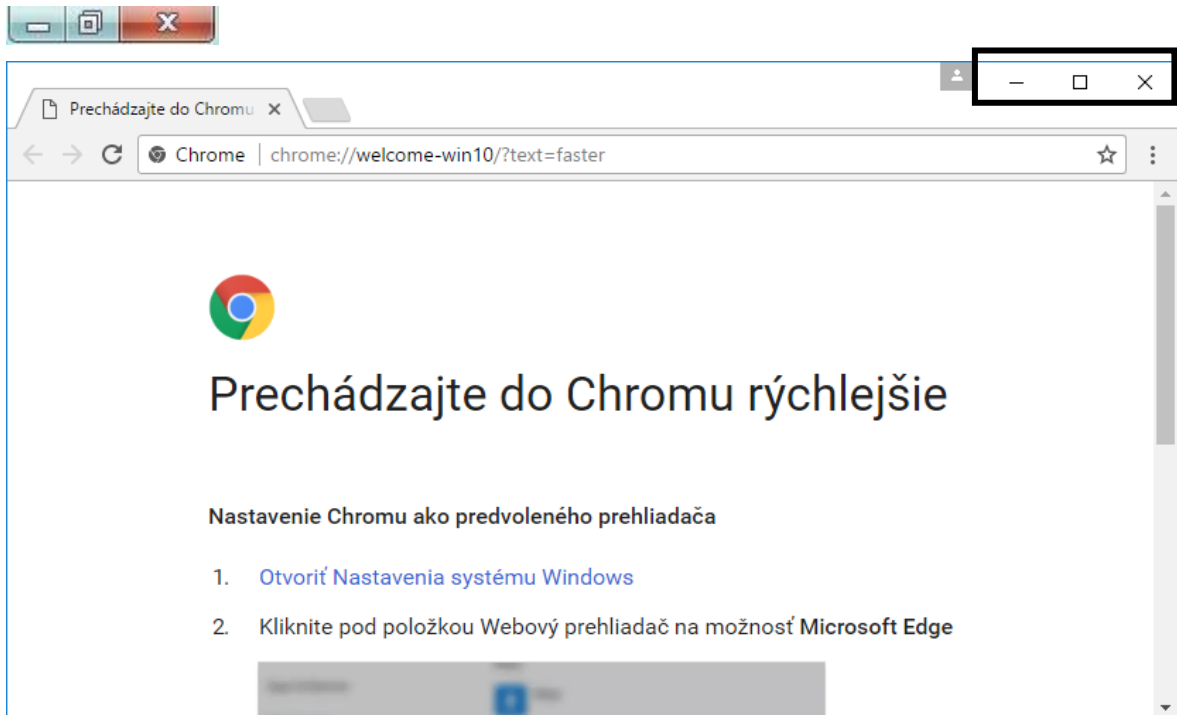 Prechádzajte do Chromu
Chrome | chrome://welcome-win10/?text=faster
Prechádzajte do Chromu rýchlejšie
Nastavenie Chromu ako predvoleného prehliadača
1. Otvoriť Nastavenia systému Windows
2. Kliknite pod položkou Webový prehliadač na možnosť Microsoft Edge